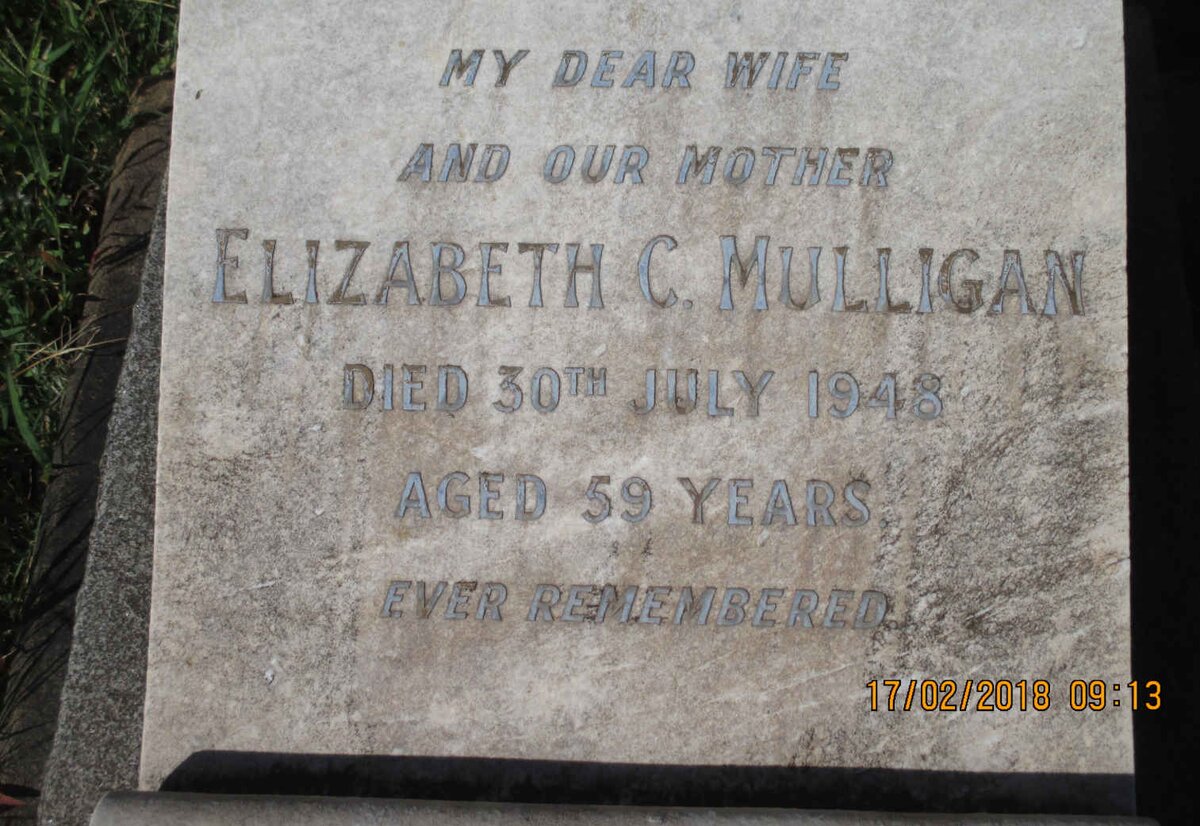 MY DEAR WIFE
AND OUR MOTHER
ELIZABETH C. MULLIGAN
DIED 30TH JULY 1948
AGED 59 YEARS
EVER REMEMBERED
17/02/2018 09:13